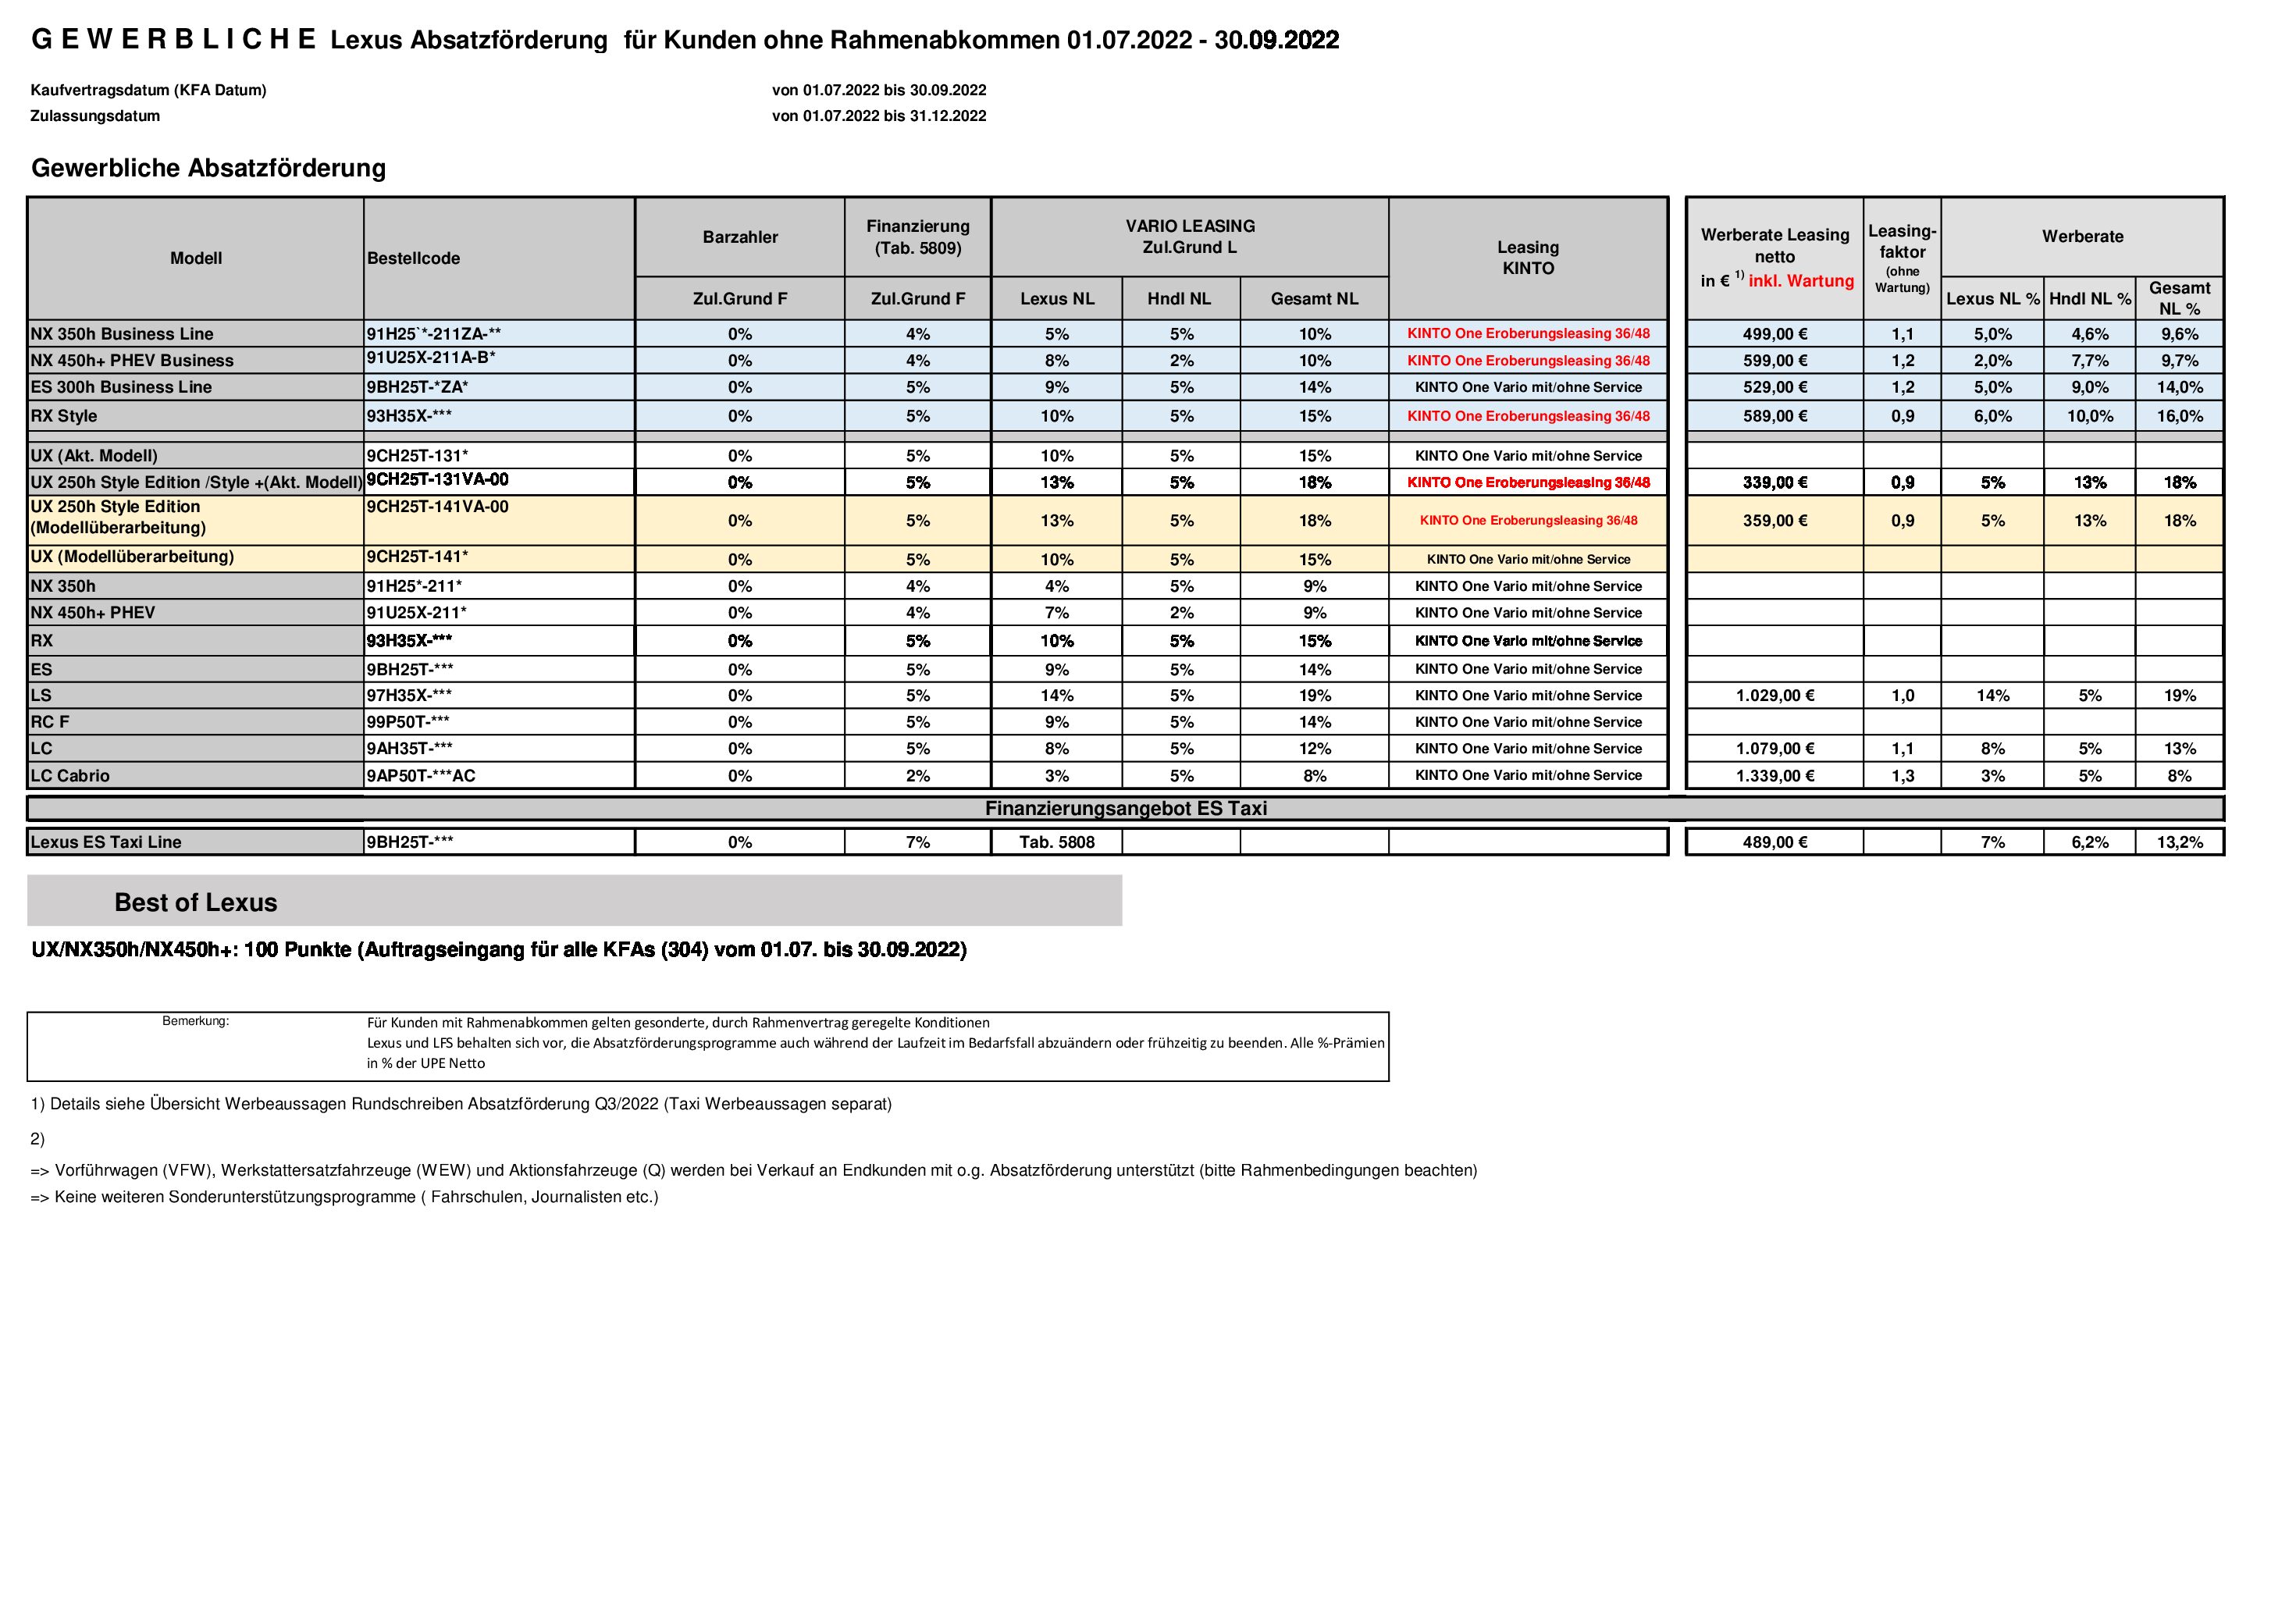 G E W E R B L I C H E Lexus Absatzförderung für Kunden ohne Rahmenabkommen 01.07.2022 - 30.09.2022
Kaufvertragsdatum (KFA Datum) von 01.07.2022 bis 30.09.2022
Zulassungsdatum von 01.07.2022 bis 31.12.2022
Gewerbliche Absatzförderung
Modell Bestellcode Barzahler Finanzierung (Tab. 5809) VARIO LEASING Zul.Grund L Leasing KINTO Werberate Leasing netto in € 1) inkl. Wartung Leasing-faktor (ohne Wartung) Werberate
Zul.Grund F Zul.Grund F Lexus NL Hndl NL Gesamt NL Lexus NL % Hndl NL % Gesamt NL %
NX 350h Business Line 91H25`*-211ZA-** 0% 4% 5% 5% 10% KINTO One Eroberungsleasing 36/48 499,00 € 1,1 5,0% 4,6% 9,6%
NX 450h+ PHEV Business 91U25X-211A-B* 0% 4% 8% 2% 10% KINTO One Eroberungsleasing 36/48 599,00 € 1,2 2,0% 7,7% 9,7%
ES 300h Business Line 9BH25T-*ZA* 0% 5% 9% 5% 14% KINTO One Vario mit/ohne Service 529,00 € 1,2 5,0% 9,0% 14,0%
RX Style 93H35X-*** 0% 5% 10% 5% 15% KINTO One Eroberungsleasing 36/48 589,00 € 0,9 6,0% 10,0% 16,0%
UX (Akt. Modell) 9CH25T-131* 0% 5% 10% 5% 15% KINTO One Vario mit/ohne Service
UX 250h Style Edition /Style +(Akt. Modell) 9CH25T-131VA-00 0% 5% 13% 5% 18% KINTO One Eroberungsleasing 36/48 339,00 € 0,9 5% 13% 18%
UX 250h Style Edition (Modellüberarbeitung) 9CH25T-141VA-00 0% 5% 13% 5% 18% KINTO One Eroberungsleasing 36/48 359,00 € 0,9 5% 13% 18%
UX (Modellüberarbeitung) 9CH25T-141* 0% 5% 10% 5% 15% KINTO One Vario mit/ohne Service
NX 350h 91H25*-211* 0% 4% 4% 5% 9% KINTO One Vario mit/ohne Service
NX 450h+ PHEV 91U25X-211* 0% 4% 7% 2% 9% KINTO One Vario mit/ohne Service
RX 93H35X-*** 0% 5% 10% 5% 15% KINTO One Vario mit/ohne Service
ES 9BH25T-*** 0% 5% 9% 5% 14% KINTO One Vario mit/ohne Service
LS 97H35X-*** 0% 5% 14% 5% 19% KINTO One Vario mit/ohne Service 1.029,00 € 1,0 14% 5% 19%
RC F 99P50T-*** 0% 5% 9% 5% 14% KINTO One Vario mit/ohne Service
LC 9AH35T-*** 0% 5% 8% 5% 12% KINTO One Vario mit/ohne Service 1.079,00 € 1,1 8% 5% 13%
LC Cabrio 9AP50T-***AC 0% 2% 3% 5% 8% KINTO One Vario mit/ohne Service 1.339,00 € 1,3 3% 5% 8%
Finanzierungsangebot ES Taxi
Lexus ES Taxi Line 9BH25T-*** 0% 7% Tab. 5808 489,00 € 7% 6,2% 13,2%
Best of Lexus
UX/NX350h/NX450h+: 100 Punkte (Auftragseingang für alle KFAs (304) vom 01.07. bis 30.09.2022)
Bemerkung: Für Kunden mit Rahmenabkommen gelten gesonderte, durch Rahmenvertrag geregelte Konditionen
Lexus und LFS behalten sich vor, die Absatzförderungsprogramme auch während der Laufzeit im Bedarfsfall abzuändern oder frühzeitig zu beenden. Alle %-Prämien
in % der UPE Netto
1) Details siehe Übersicht Werbeaussagen Rundschreiben Absatzförderung Q3/2022 (Taxi Werbeaussagen separat)
2)
=> Vorführwagen (VFW), Werkstattersatzfahrzeuge (WEW) und Aktionsfahrzeuge (Q) werden bei Verkauf an Endkunden mit o.g. Absatzförderung unterstützt (bitte Rahmenbedingungen beachten)
=> Keine weiteren Sonderunterstützungsprogramme ( Fahrschulen, Journalisten etc.)